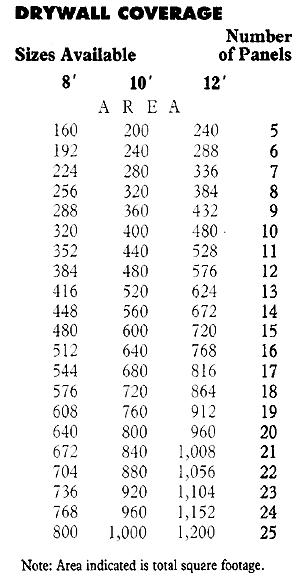 DRYWALL COVERAGE
Number
Sizes Available of Panels
8' 10' 12'
A R E A
160 200 240 5
192 240 288 6
224 280 336 7
256 320 384 8
288 360 432 9
320 400 480 10
352 440 528 11
384 480 576 12
416 520 624 13
448 560 672 14
480 600 720 15
512 640 768 16
544 680 816 17
576 720 864 18
608 760 912 19
640 800 960 20
672 840 1,008 21
704 880 1,056 22
736 920 1,104 23
768 960 1,152 24
800 1,000 1,200 25
Note: Area indicated is total square footage.